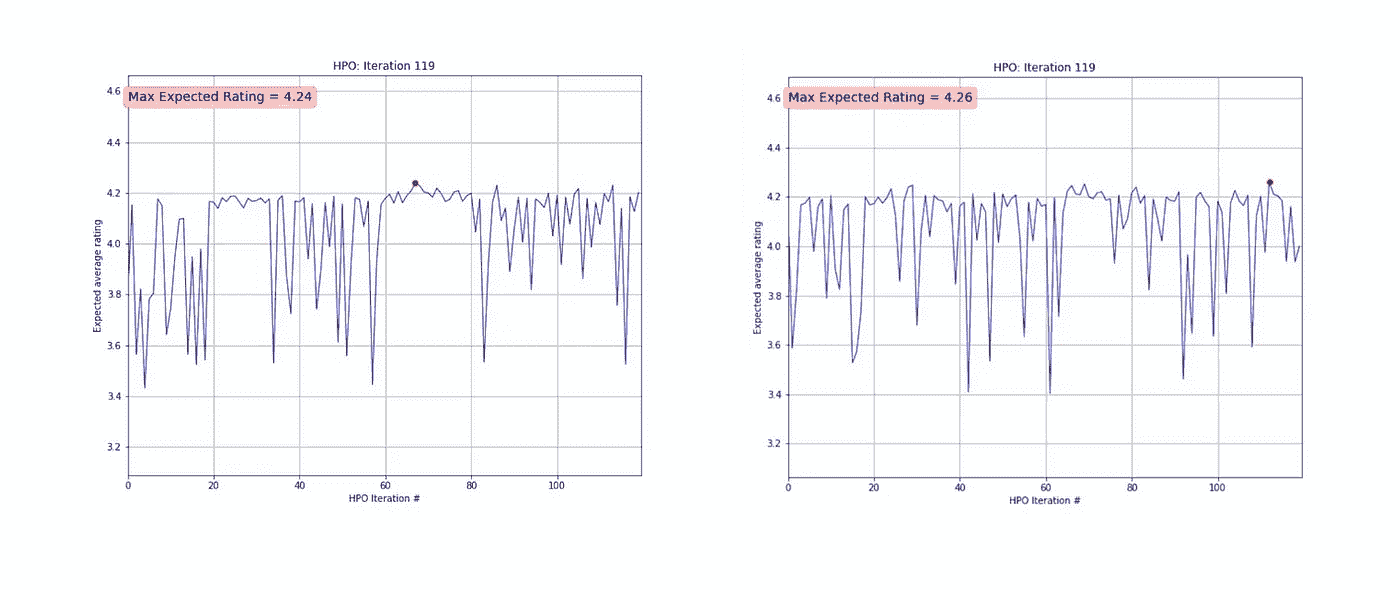 HPO: Iteration 119
Max Expected Rating = 4.24
4.6
4.4
4.2
4.0
3.8
3.6
3.4
3.2
Expected average rating
0 20 40 60 80 100
HPO Iteration #
HPO: Iteration 119
Max Expected Rating = 4.26
4.6
4.4
4.2
4.0
3.8
3.6
3.4
3.2
Expected average rating
0 20 40 60 80 100
HPO Iteration #